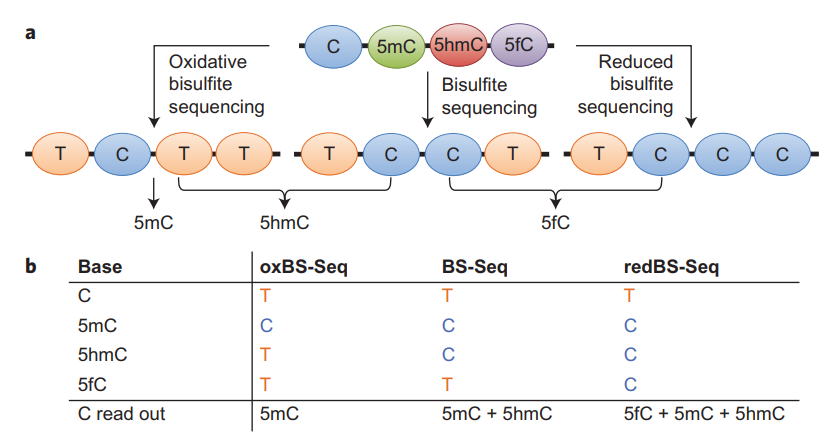 a
C 5mC 5hmC 5fC
Oxidative
bisulfite
sequencing
Bisulfite
sequencing
Reduced
bisulfite
sequencing
T C T T T C C T T C C C
5mC 5hmC 5fC
b
Base oxBS-Seq BS-Seq redBS-Seq
C T T T
5mC C C C
5hmC T C C
5fC T T C
C read out 5mC 5mC + 5hmC 5fC + 5mC + 5hmC